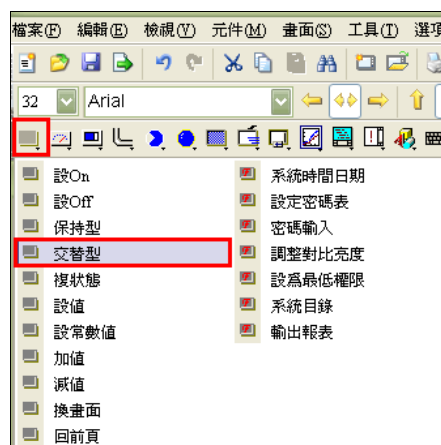 檔案(F) 編輯(E) 檢視(V) 元件(M) 畫面(S) 工具(T) 選項
32 Arial
設On
設Off
保持型
交替型
複狀態
設值
設常數值
加值
減值
換畫面
回前頁
系統時間日期
設定密碼表
密碼輸入
調整對比亮度
設爲最低權限
系統目錄
輸出報表